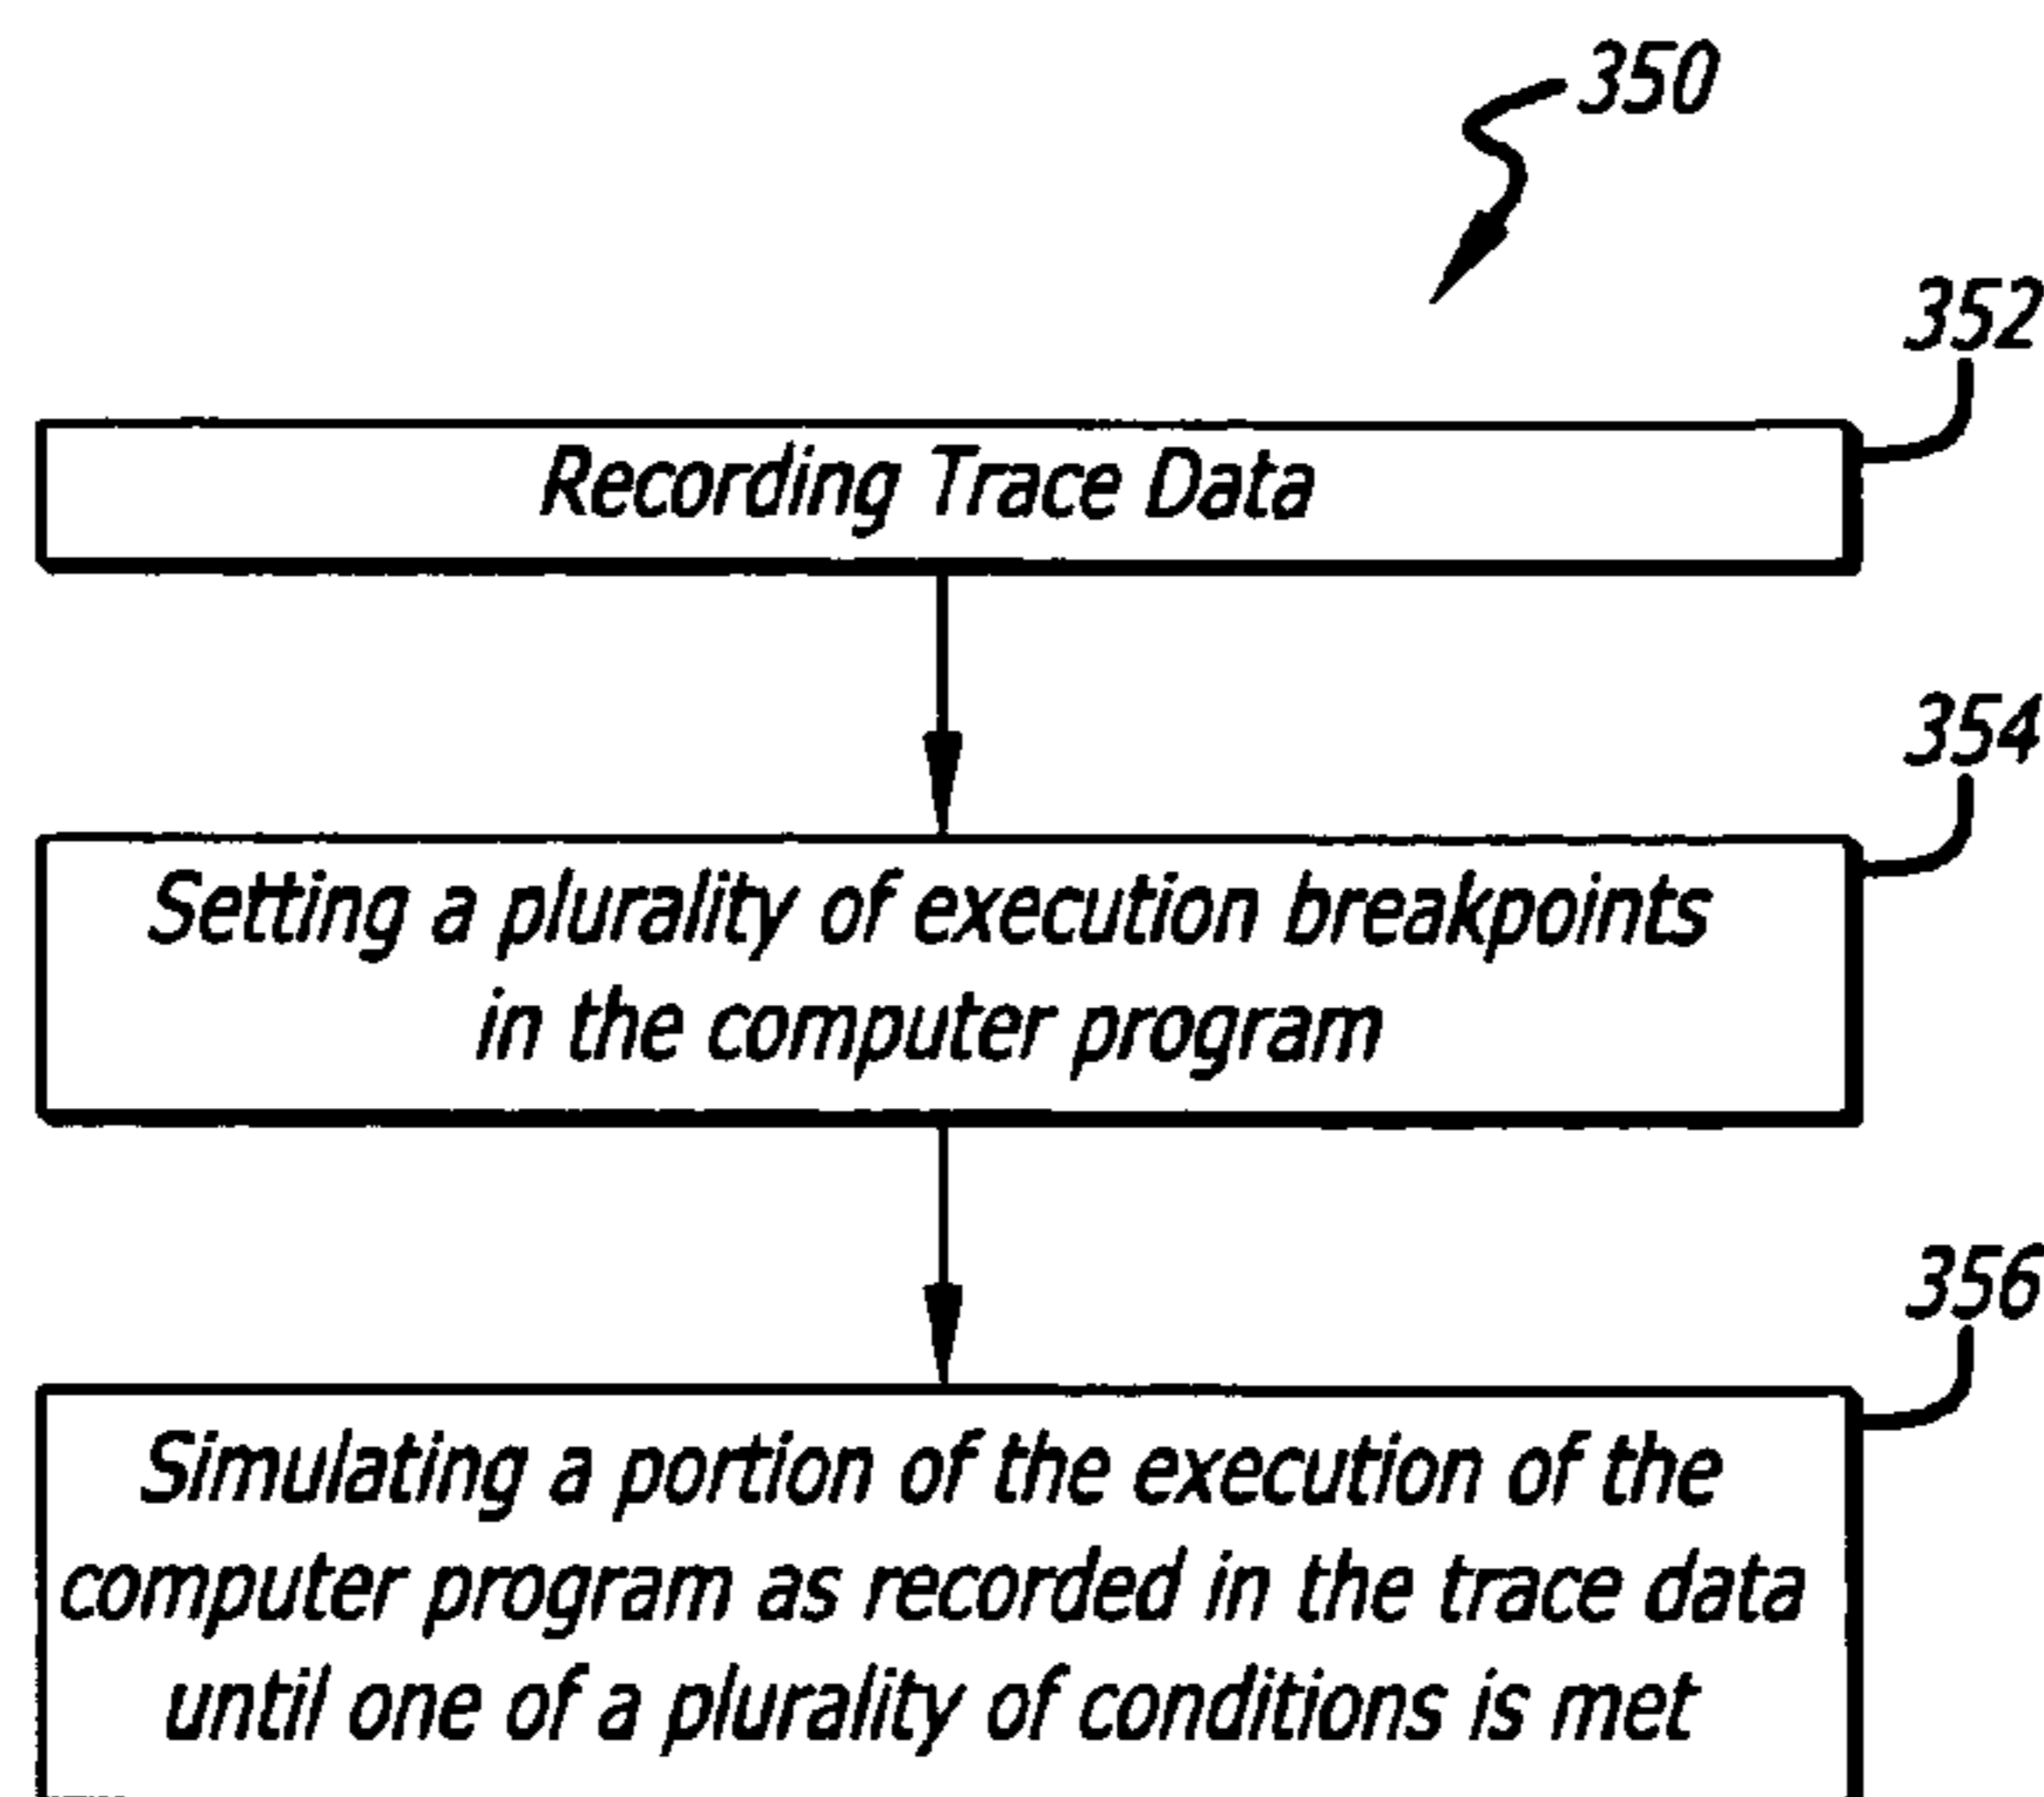 350
352
Recording Trace Data
354
Setting a plurality of execution breakpoints
in the computer program
356
Simulating a portion of the execution of the
computer program as recorded in the trace data
until one of a plurality of conditions is met